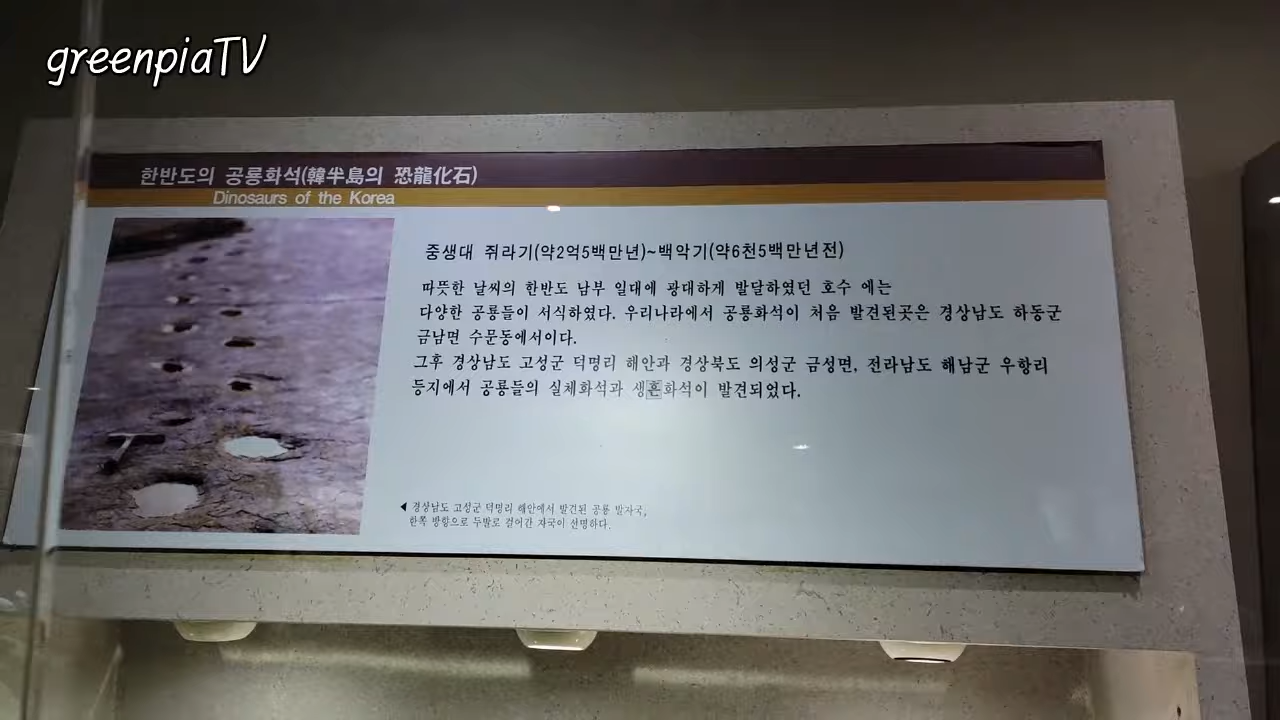 greenpiaTV
한반도의 공룡화석(韓半島의 恐龍化石)
Dinosaurs of the Korea
중생대 쥐라기(약2억5백만년)~백악기(약6천5백만년전)
따뜻한 날씨의 한반도 남부 일대에 광대하게 발달하였던 호수 에는
다양한 공룡들이 서식하였다. 우리나라에서 공룡화석이 처음 발견된곳은 경상남도 하동군
금남면 수문동에서이다.
그후 경상남도 고성군 덕명리 해안과 경상북도 의성군 금성면, 전라남도 해남군 우항리
등지에서 공룡들의 실체화석과 생흔화석이 발견되었다.
◀ 경상남도 고성군 덕명리 해안에서 발견된 공룡 발자국,
한쪽 방향으로 두발로 걸어간 자국이 선명하다.